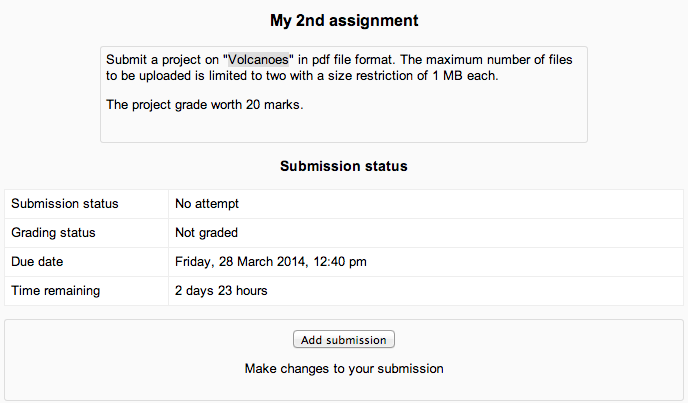 My 2nd assignment
Submit a project on "Volcanoes" in pdf file format. The maximum number of files
to be uploaded is limited to two with a size restriction of 1 MB each.
The project grade worth 20 marks.
Submission status
Submission status No attempt
Grading status Not graded
Due date Friday, 28 March 2014, 12:40 pm
Time remaining 2 days 23 hours
Add submission
Make changes to your submission